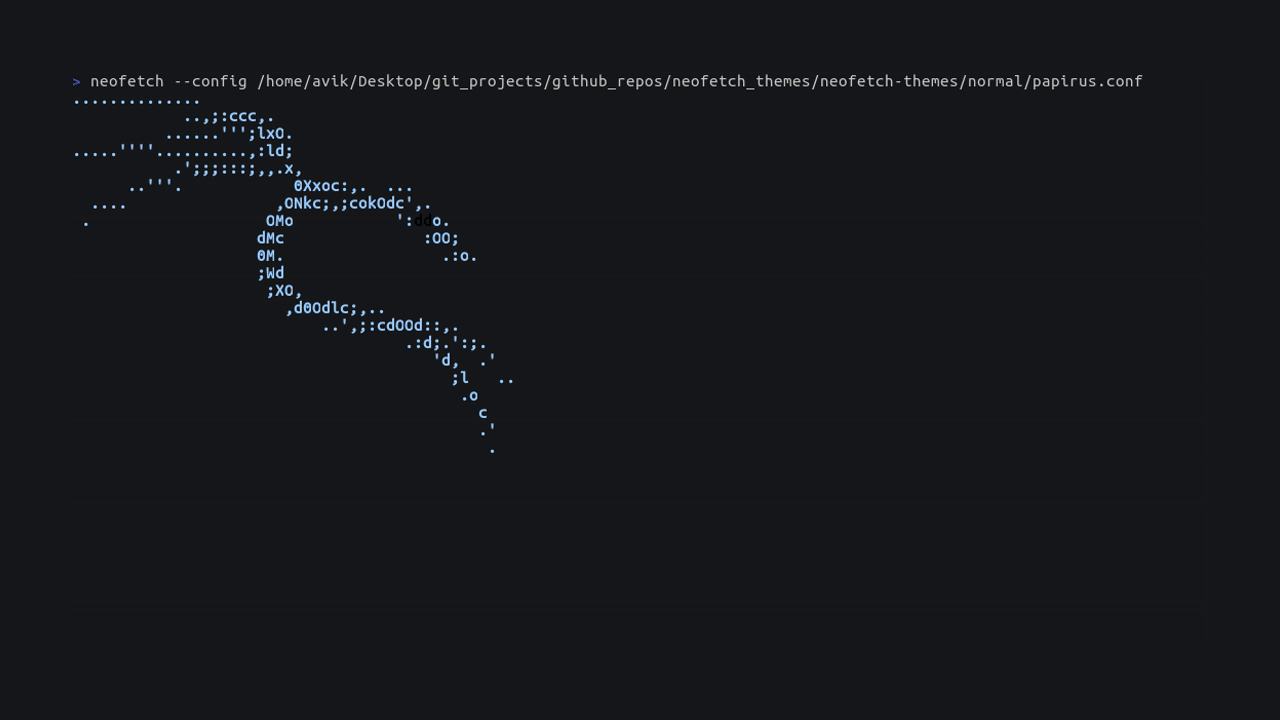 > neofetch --config /home/avik/Desktop/git_projects/github_repos/neofetch_themes/neofetch-themes/normal/papirus.conf
..............
            ..,;:ccc,.
          ......''';lxO.
.....''''..........,:ld;
           .';;;:::;,,.x,
      ..'''.            0Xxoc:,.  ...
  ....                ,ONkc;,;cokOdc',.
 .                   OMo           ':ddo.
                    dMc               :OO;
                    0M.                 .:o.
                    ;Wd
                     ;XO,
                       ,d0Odlc;,..
                           ..',;:cdOOd::,.
                                    .:d;.':;.
                                       'd,  .'
                                         ;l   ..
                                          .o
                                            c
                                            .'
                                             .